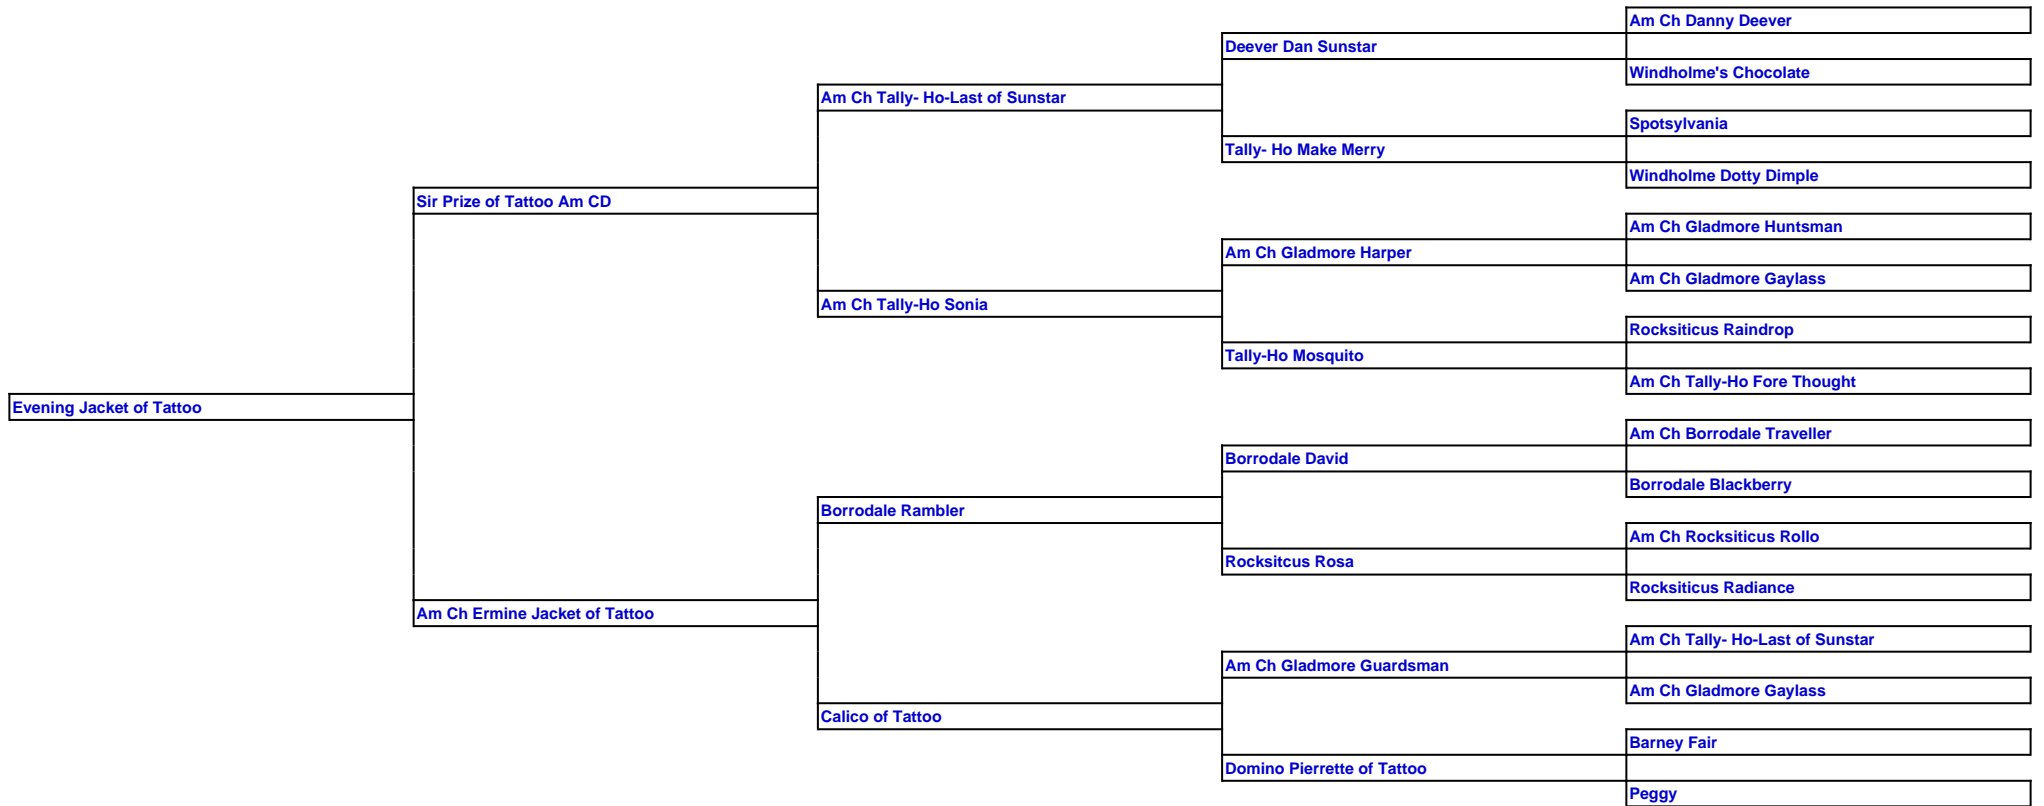 Am Ch Danny Deever
Deever Dan Sunstar
Windholme's Chocolate
Am Ch Tally- Ho-Last of Sunstar
Spotsylvania
Tally- Ho Make Merry
Windholme Dotty Dimple
Sir Prize of Tattoo Am CD
Am Ch Gladmore Huntsman
Am Ch Gladmore Harper
Am Ch Gladmore Gaylass
Am Ch Tally-Ho Sonia
Rocksiticus Raindrop
Tally-Ho Mosquito
Am Ch Tally-Ho Fore Thought
Evening Jacket of Tattoo
Am Ch Borrodale Traveller
Borrodale David
Borrodale Blackberry
Borrodale Rambler
Am Ch Rocksiticus Rollo
Rocksitcus Rosa
Rocksiticus Radiance
Am Ch Ermine Jacket of Tattoo
Am Ch Tally- Ho-Last of Sunstar
Am Ch Gladmore Guardsman
Am Ch Gladmore Gaylass
Calico of Tattoo
Barney Fair
Domino Pierrette of Tattoo
Peggy